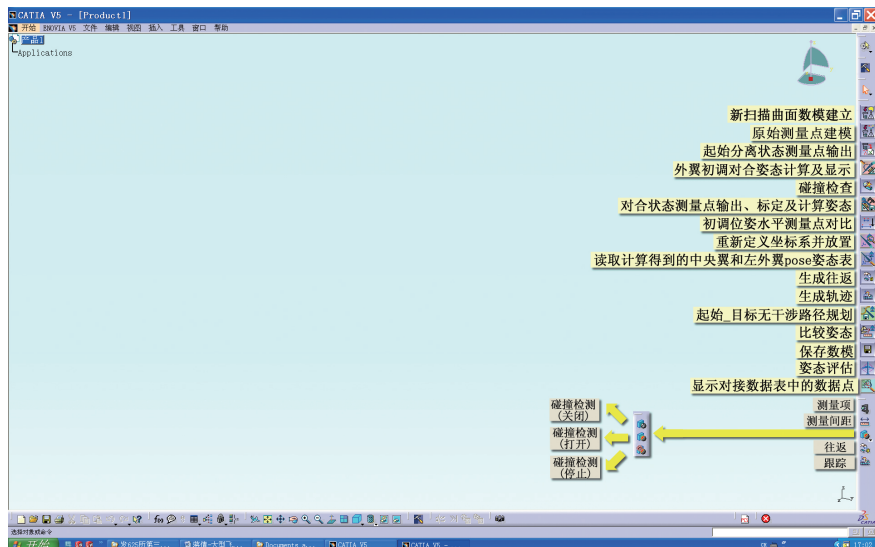 CATIA V5 - [Product1]
开始 ENOVIA V5 文件 编辑 视图 插入 工具 窗口 帮助
产品1
Applications
新扫描曲面数模建立
原始测量点建模
起始分离状态测量点输出
外翼初调对合姿态计算及显示
碰撞检查
对合状态测量点输出、标定及计算姿态
初调位姿水平测量点对比
重新定义坐标系并放置
读取计算得到的中央翼和左外翼pose姿态表
生成往返
生成轨迹
起始_目标无干涉路径规划
比较姿态
保存数模
姿态评估
显示对接数据表中的数据点
测量项
测量间距
碰撞检测
(关闭)
碰撞检测
(打开)
碰撞检测
(停止)
往返
跟踪
选择对象或命令
开始
Documents a...
CATIA V5
CATIA V5 -
17:02